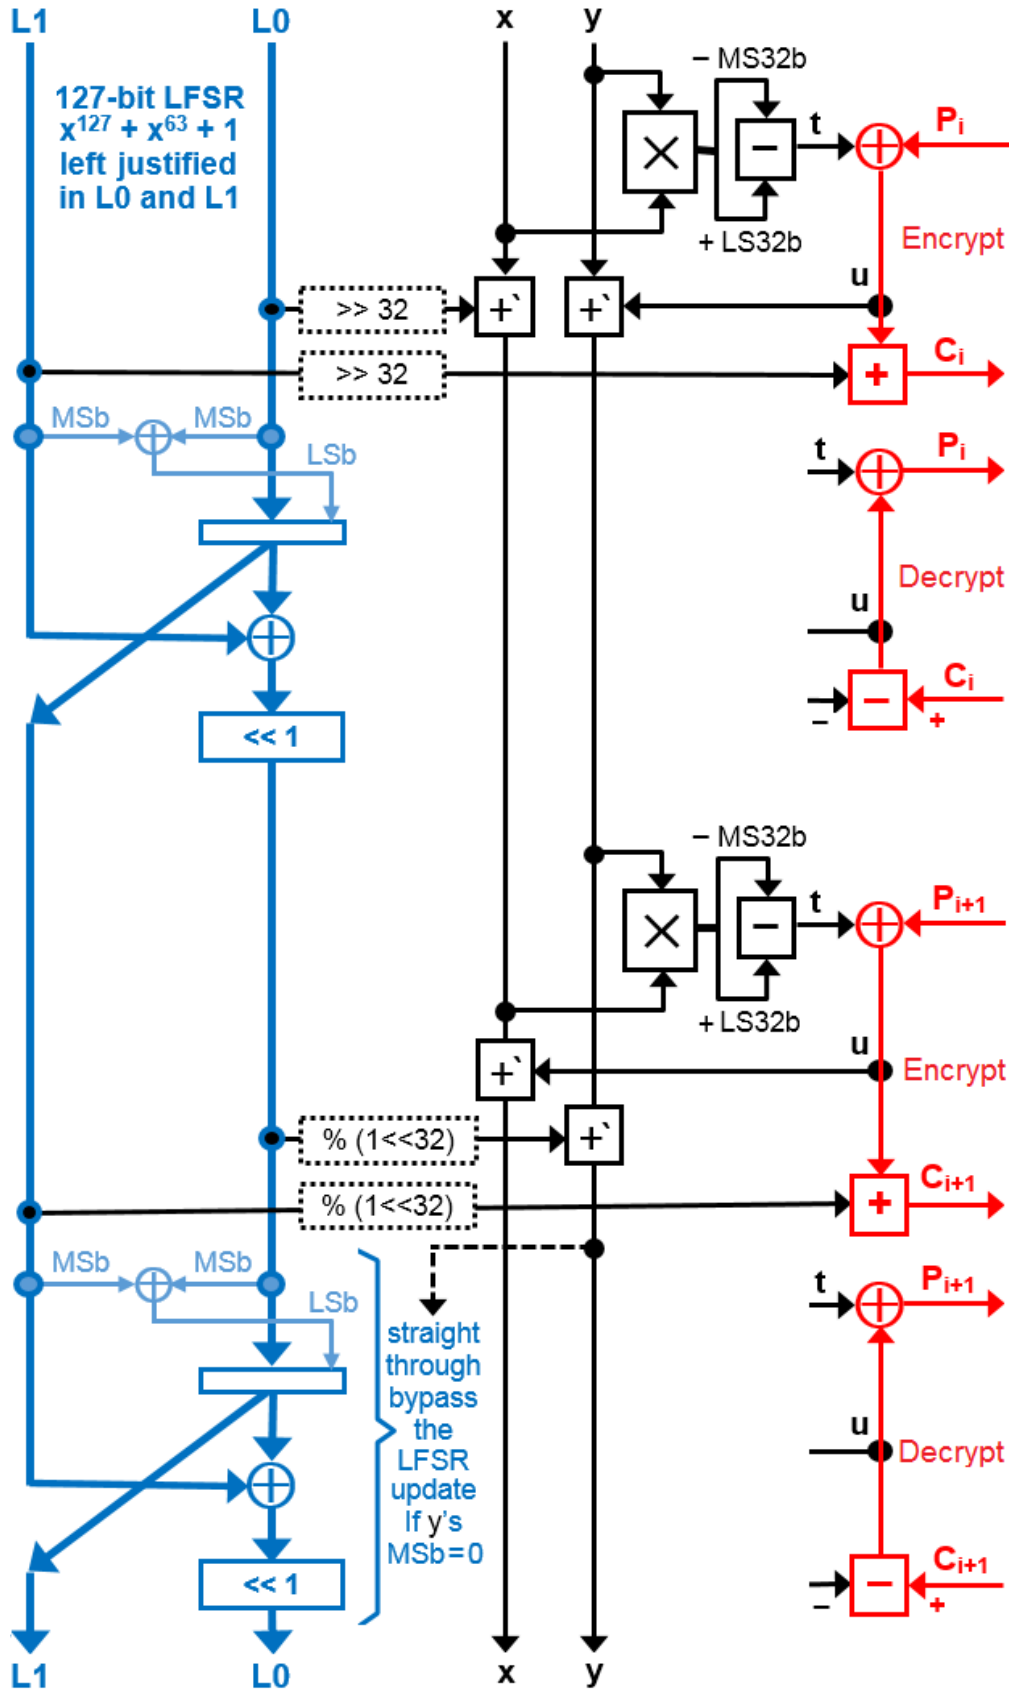 L1 L0 x y
127-bit LFSR
x¹²⁷ + x⁶³ + 1
left justified
in L0 and L1
– MS32b
× − t ⊕ Pᵢ
+ LS32b
Encrypt
u
>> 32 +` +`
>> 32 + Cᵢ
MSb ⊕ MSb
LSb
t ⊕ Pᵢ
Decrypt
u
⊕
Cᵢ
− − +
<< 1
– MS32b
× − t ⊕ Pᵢ₊₁
+ LS32b
u
+` Encrypt
% (1<<32) +`
% (1<<32) + Cᵢ₊₁
MSb ⊕ MSb
LSb
t ⊕ Pᵢ₊₁
straight
through
bypass
the
LFSR
update
If y's
MSb=0
u
Decrypt
⊕
Cᵢ₊₁
<< 1 − − +
L1 L0 x y